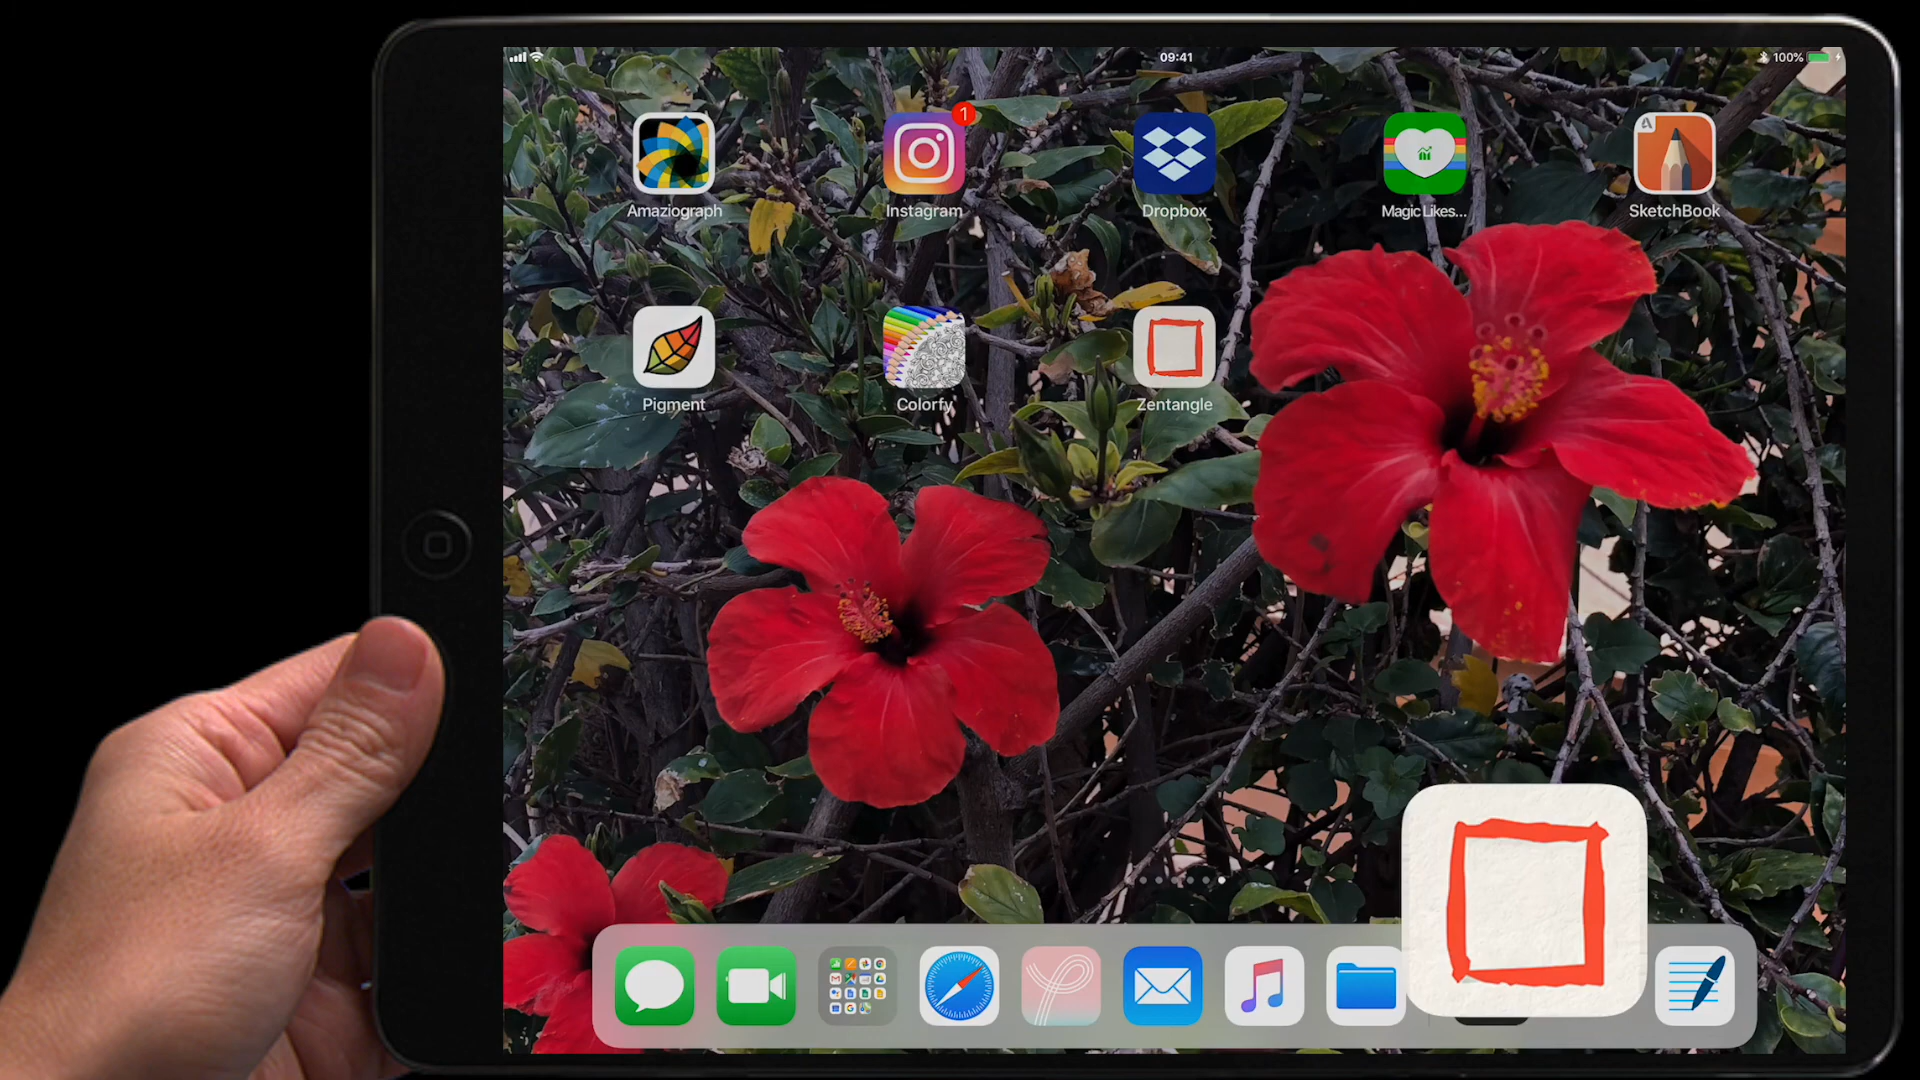 09:41
100%
1
Amaziograph
Instagram
Dropbox
Magic Likes...
SketchBook
Pigment
Colorfy
Zentangle